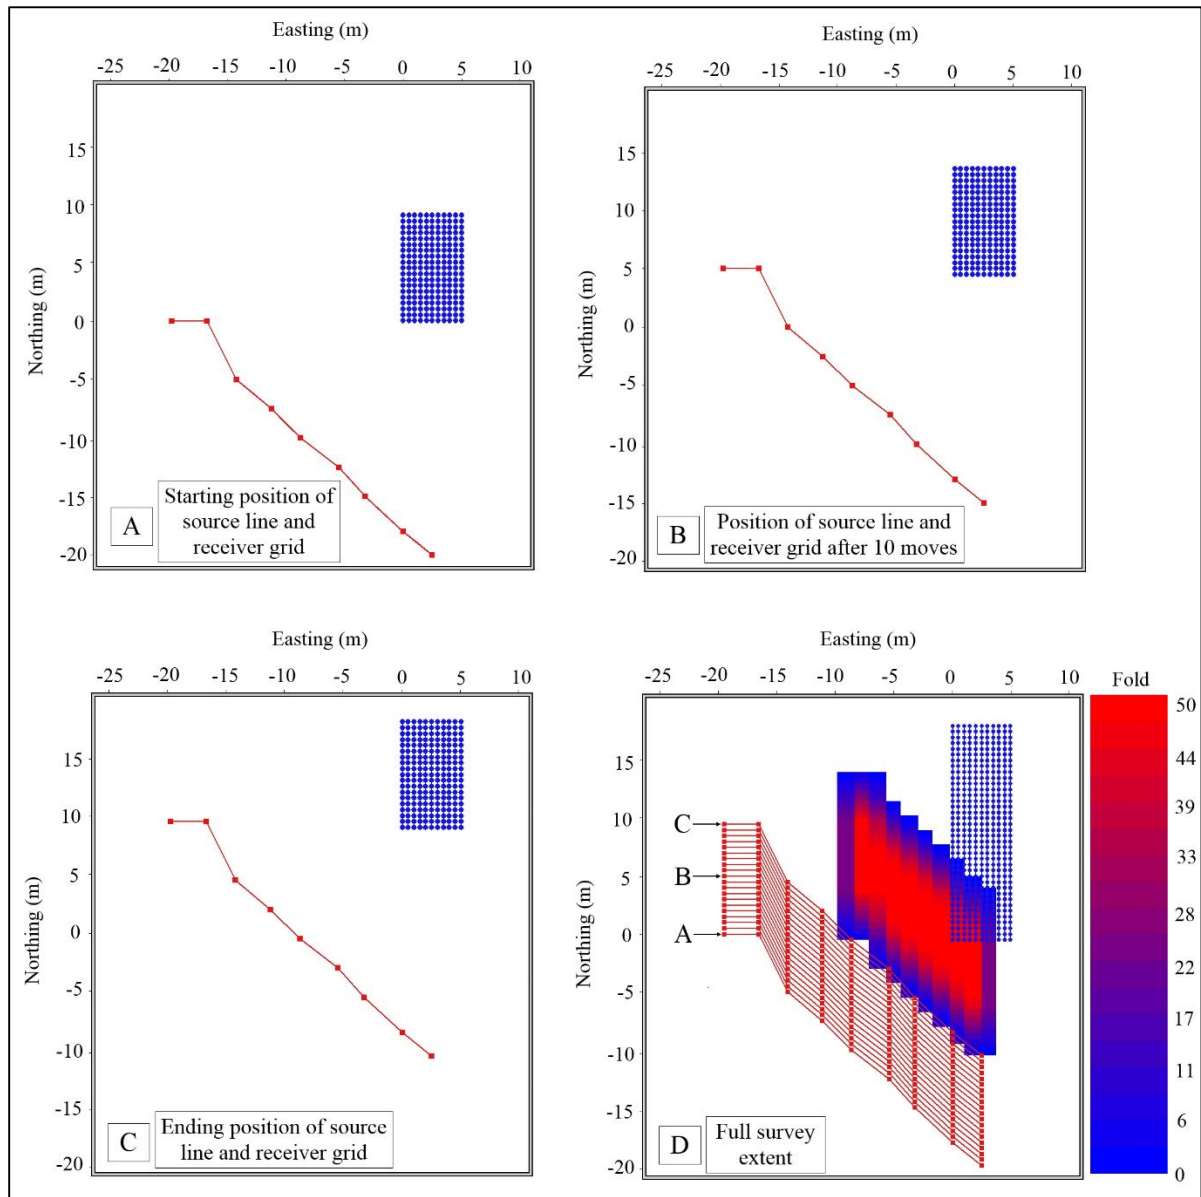 Easting (m)
-25 -20 -15 -10 -5 0 5 10
Northing (m)
15
10
5
0
-5
-10
-15
-20
A
Starting position of
source line and
receiver grid
Easting (m)
-25 -20 -15 -10 -5 0 5 10
Northing (m)
15
10
5
0
-5
-10
-15
-20
B
Position of source line and
receiver grid after 10 moves
Easting (m)
-25 -20 -15 -10 -5 0 5 10
Northing (m)
15
10
5
0
-5
-10
-15
-20
C
Ending position of source
line and receiver grid
Easting (m)
-25 -20 -15 -10 -5 0 5 10
Northing (m)
15
10
5
0
-5
-10
-15
-20
C
B
A
D
Full survey
extent
Fold
50
44
39
33
28
22
17
11
6
0